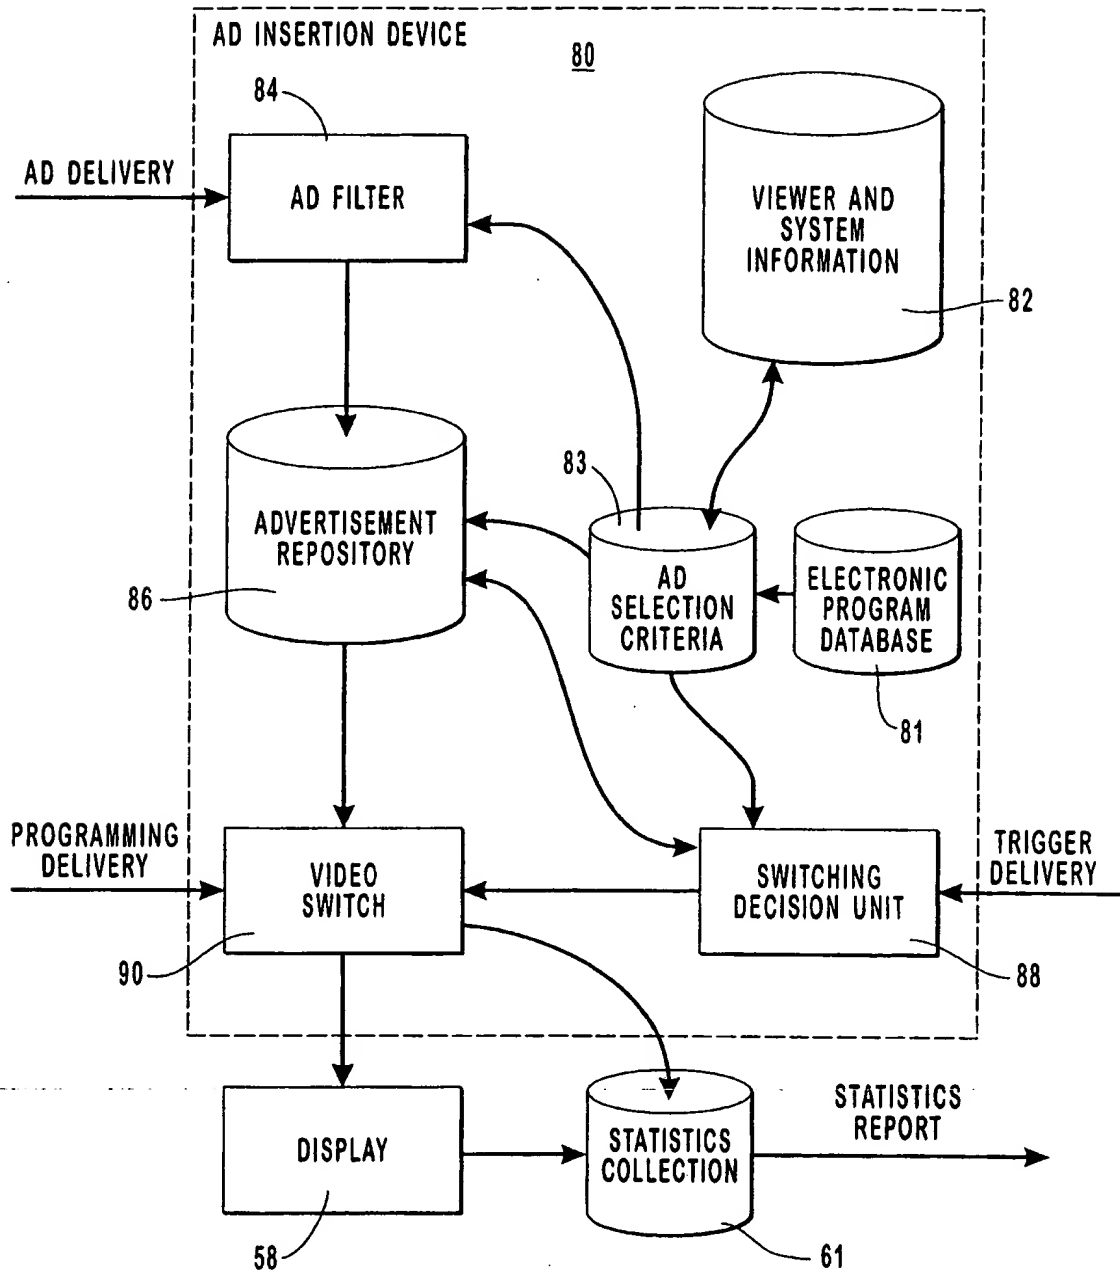 AD INSERTION DEVICE
80
84
AD DELIVERY
AD FILTER
VIEWER AND
SYSTEM
INFORMATION
82
83
ADVERTISEMENT
REPOSITORY
86
AD
SELECTION
CRITERIA
ELECTRONIC
PROGRAM
DATABASE
81
PROGRAMMING
DELIVERY
VIDEO
SWITCH
90
SWITCHING
DECISION UNIT
88
TRIGGER
DELIVERY
DISPLAY
58
STATISTICS
COLLECTION
61
STATISTICS
REPORT